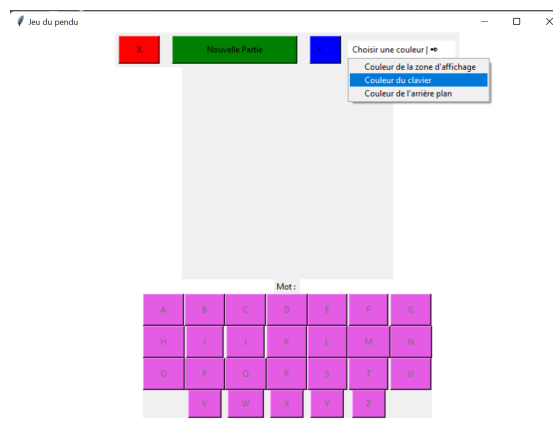 Jeu du pendu
X Nouvelle Partie Choisir une couleur | ➪
Couleur de la zone d'affichage
Couleur du clavier
Couleur de l'arrière plan
Mot :
A B C D E F G
H I J K L M N
O P Q R S T U
V W X Y Z